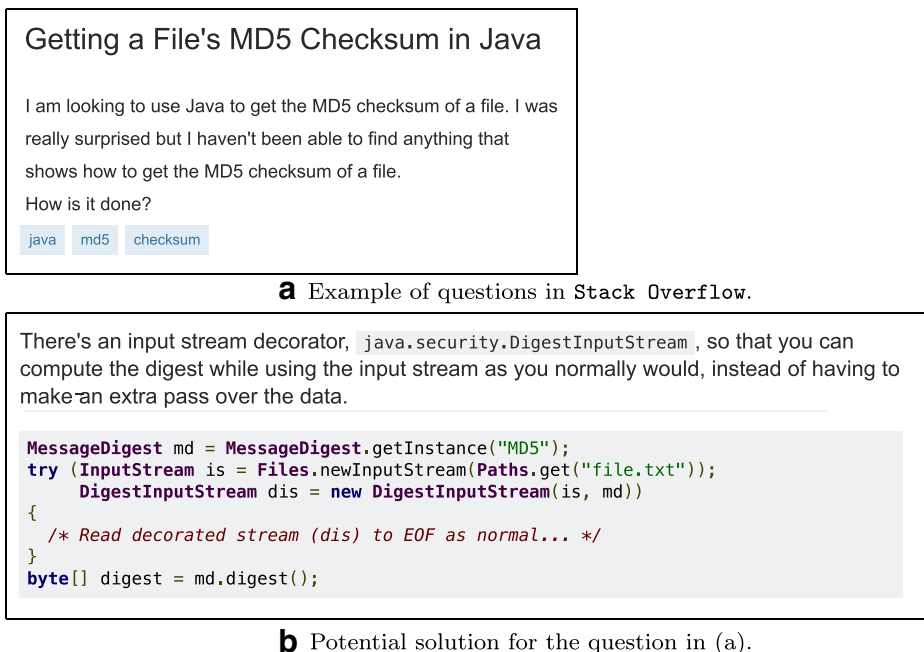 Getting a File's MD5 Checksum in Java
I am looking to use Java to get the MD5 checksum of a file. I was
really surprised but I haven't been able to find anything that
shows how to get the MD5 checksum of a file.
How is it done?
java md5 checksum
a Example of questions in Stack Overflow.
There's an input stream decorator, java.security.DigestInputStream , so that you can
compute the digest while using the input stream as you normally would, instead of having to
make an extra pass over the data.
MessageDigest md = MessageDigest.getInstance("MD5");
try (InputStream is = Files.newInputStream(Paths.get("file.txt"));
     DigestInputStream dis = new DigestInputStream(is, md))
{
  /* Read decorated stream (dis) to EOF as normal... */
}
byte[] digest = md.digest();
b Potential solution for the question in (a).